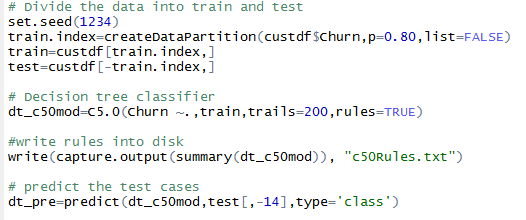 # Divide the data into train and test
set.seed(1234)
train.index=createDataPartition(custdf$Churn,p=0.80,list=FALSE)
train=custdf[train.index,]
test=custdf[-train.index,]
# Decision tree classifier
dt_c50mod=C5.0(Churn ~.,train,trails=200,rules=TRUE)
#write rules into disk
write(capture.output(summary(dt_c50mod)), "c50Rules.txt")
# predict the test cases
dt_pre=predict(dt_c50mod,test[,-14],type='class')